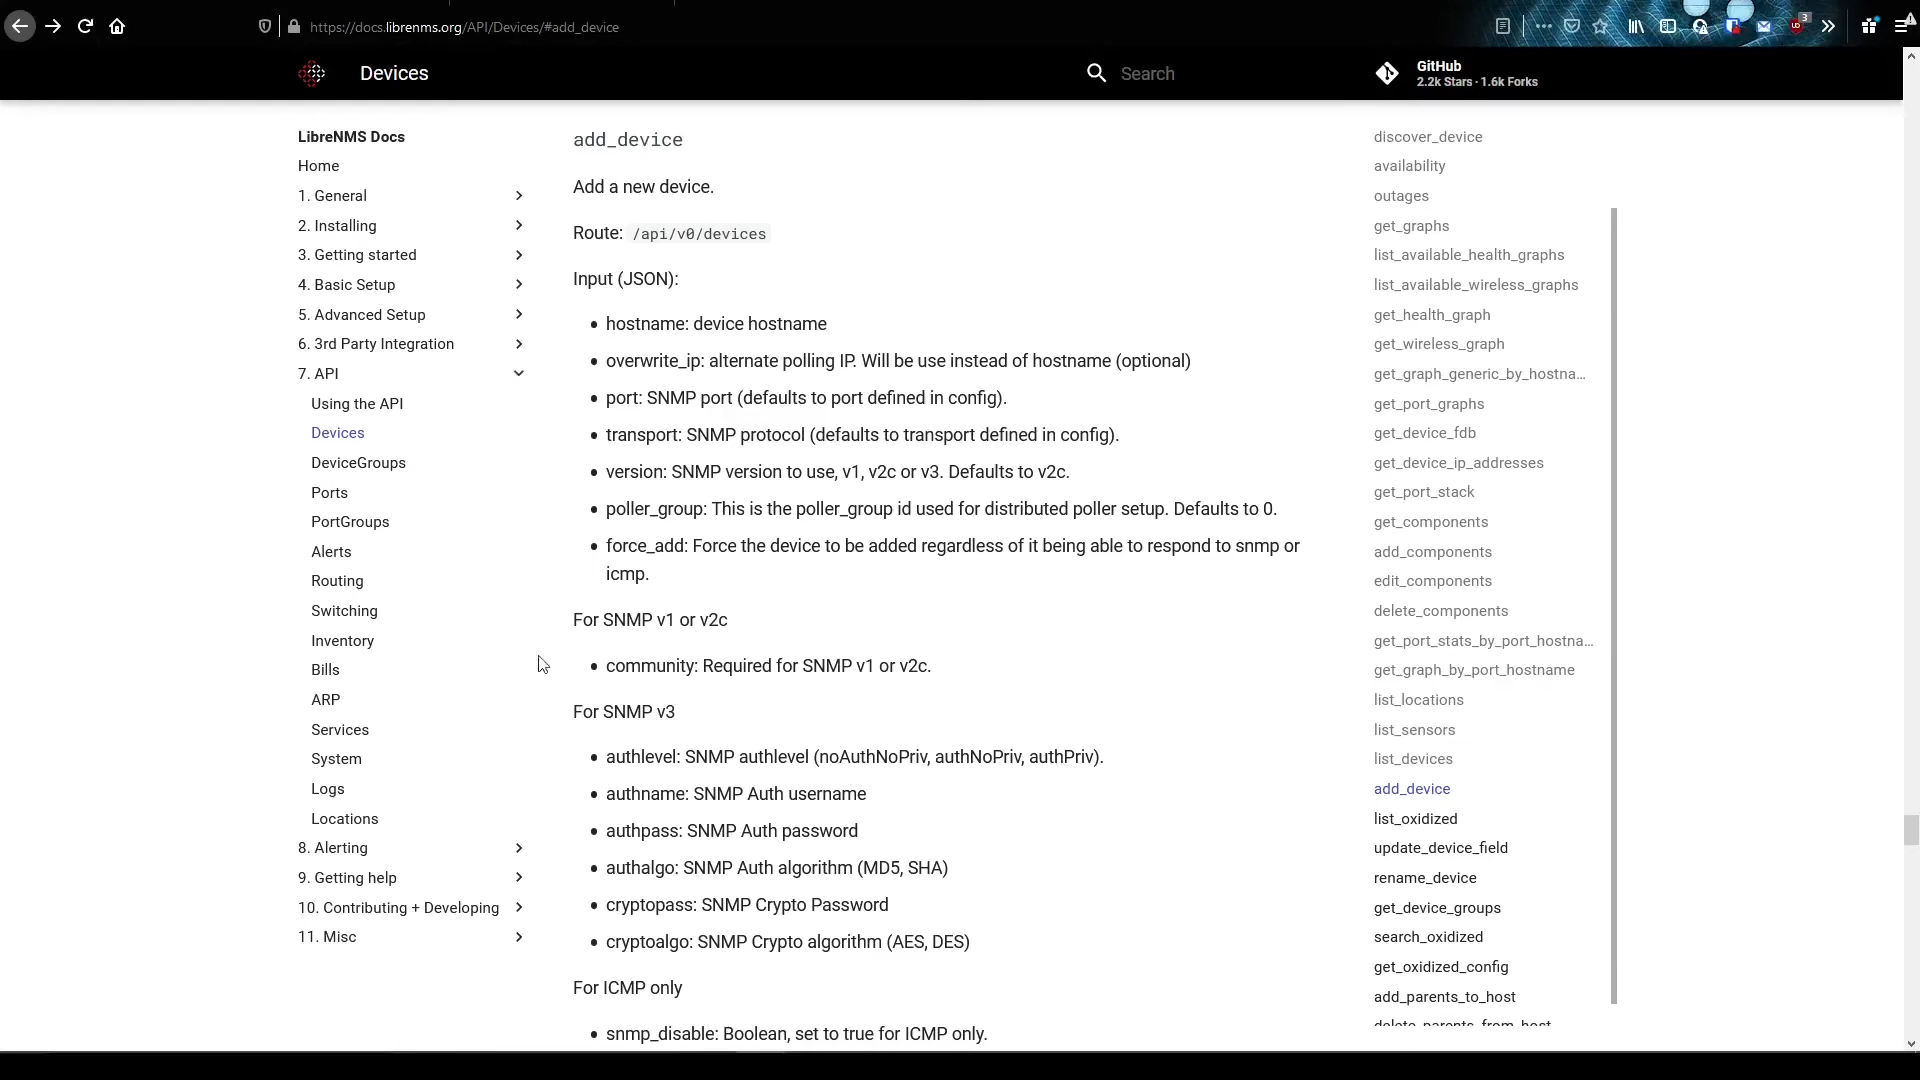 https://docs.librenms.org/API/Devices/#add_device
3
Devices
Search
GitHub
2.2k Stars · 1.6k Forks
LibreNMS Docs
Home
1. General
2. Installing
3. Getting started
4. Basic Setup
5. Advanced Setup
6. 3rd Party Integration
7. API
Using the API
Devices
DeviceGroups
Ports
PortGroups
Alerts
Routing
Switching
Inventory
Bills
ARP
Services
System
Logs
Locations
8. Alerting
9. Getting help
10. Contributing + Developing
11. Misc
add_device
Add a new device.
Route: /api/v0/devices
Input (JSON):
• hostname: device hostname
• overwrite_ip: alternate polling IP. Will be use instead of hostname (optional)
• port: SNMP port (defaults to port defined in config).
• transport: SNMP protocol (defaults to transport defined in config).
• version: SNMP version to use, v1, v2c or v3. Defaults to v2c.
• poller_group: This is the poller_group id used for distributed poller setup. Defaults to 0.
• force_add: Force the device to be added regardless of it being able to respond to snmp or
icmp.
For SNMP v1 or v2c
• community: Required for SNMP v1 or v2c.
For SNMP v3
• authlevel: SNMP authlevel (noAuthNoPriv, authNoPriv, authPriv).
• authname: SNMP Auth username
• authpass: SNMP Auth password
• authalgo: SNMP Auth algorithm (MD5, SHA)
• cryptopass: SNMP Crypto Password
• cryptoalgo: SNMP Crypto algorithm (AES, DES)
For ICMP only
• snmp_disable: Boolean, set to true for ICMP only.
discover_device
availability
outages
get_graphs
list_available_health_graphs
list_available_wireless_graphs
get_health_graph
get_wireless_graph
get_graph_generic_by_hostna…
get_port_graphs
get_device_fdb
get_device_ip_addresses
get_port_stack
get_components
add_components
edit_components
delete_components
get_port_stats_by_port_hostna…
get_graph_by_port_hostname
list_locations
list_sensors
list_devices
add_device
list_oxidized
update_device_field
rename_device
get_device_groups
search_oxidized
get_oxidized_config
add_parents_to_host
delete_parents_from_host